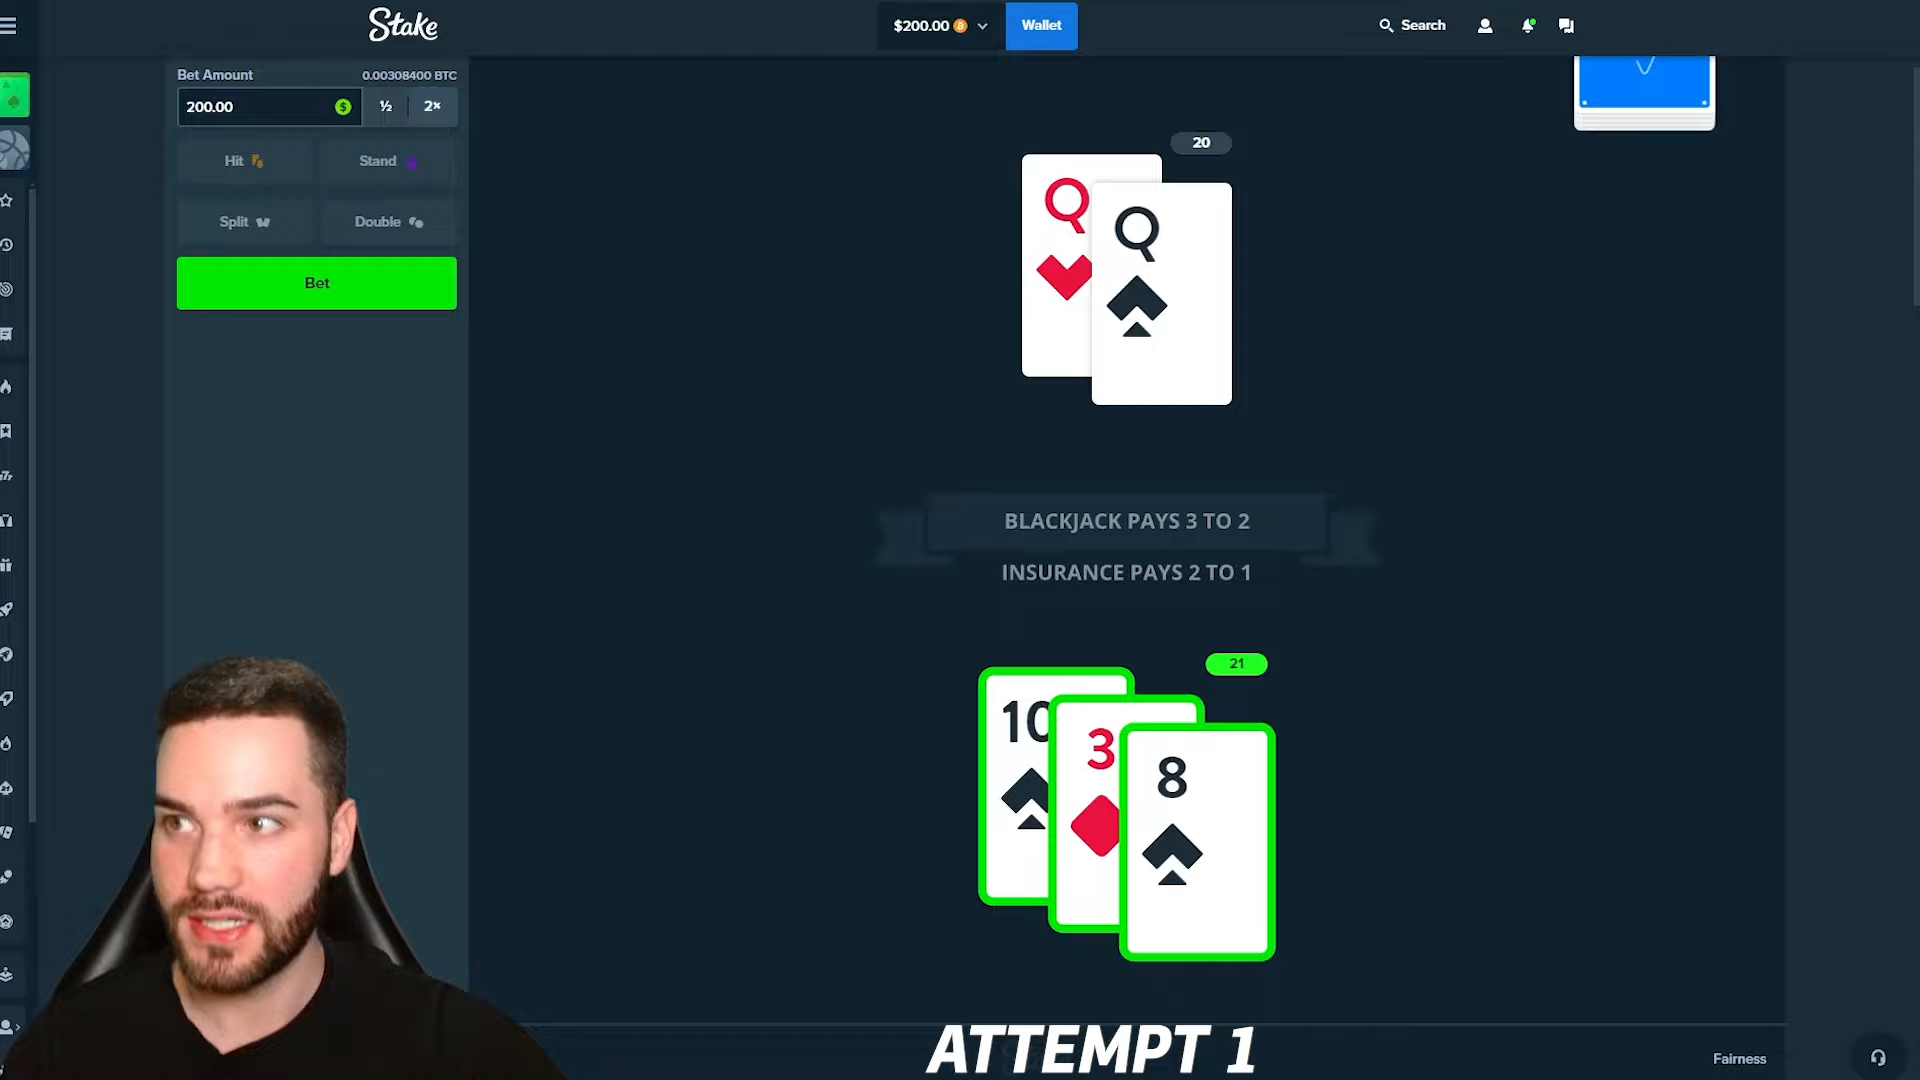 Stake
$200.00
Wallet
Search
Bet Amount
0.00308400 BTC
200.00
$
½
2×
Hit
Stand
Split
Double
Bet
20
Q
Q
BLACKJACK PAYS 3 TO 2
INSURANCE PAYS 2 TO 1
21
10
3
8
ATTEMPT 1
Fairness